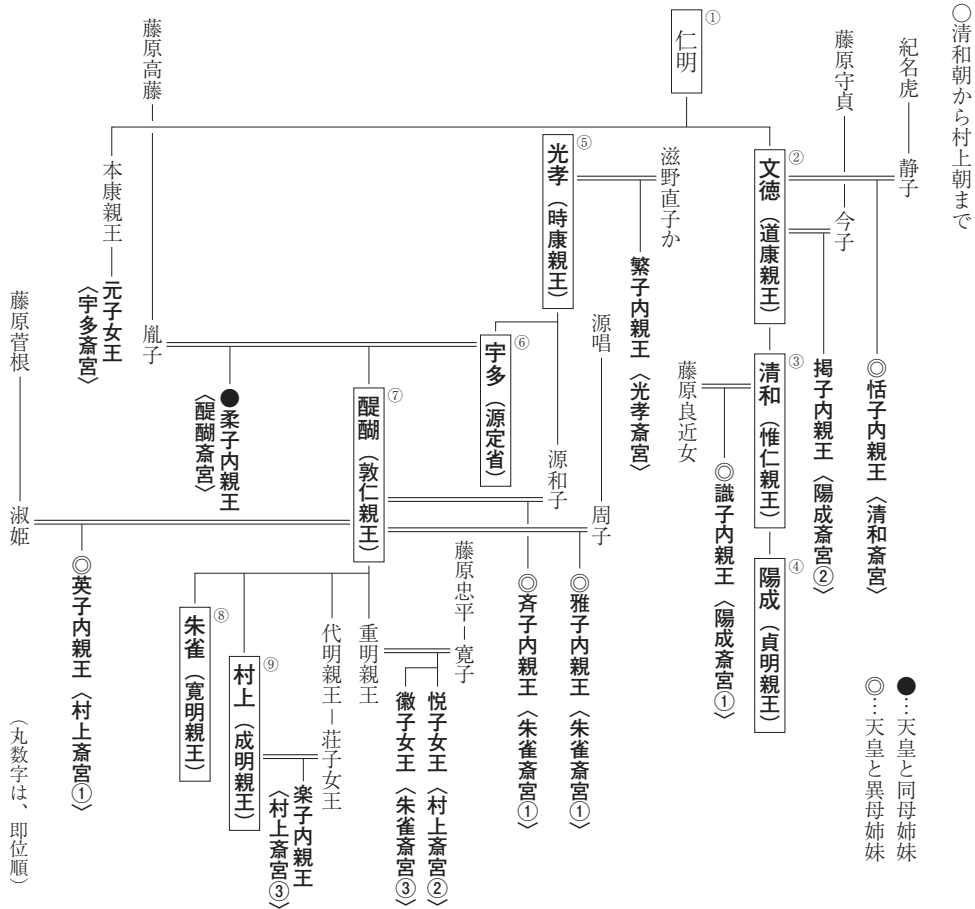 〇清和朝から村上朝まで
●…天皇と同母姉妹
◎…天皇と異母姉妹
紀名虎
静子
◎恬子内親王〈清和斎宮〉
藤原守貞
今子
掲子内親王〈陽成斎宮②〉
①
仁明
②
文徳(道康親王)
③
清和(惟仁親王)
④
陽成(貞明親王)
藤原良近女
◎識子内親王〈陽成斎宮①〉
滋野直子か
繁子内親王〈光孝斎宮〉
⑤
光孝(時康親王)
源唱
周子
◎雅子内親王〈朱雀斎宮①〉
源和子
◎斉子内親王〈朱雀斎宮①〉
⑥
宇多(源定省)
⑦
醍醐(敦仁親王)
藤原忠平
寛子
悦子女王〈村上斎宮②〉
徽子女王〈朱雀斎宮③〉
重明親王
代明親王
荘子女王
楽子内親王
〈村上斎宮③〉
⑨
村上(成明親王)
⑧
朱雀(寛明親王)
藤原高藤
胤子
●柔子内親王
〈醍醐斎宮〉
本康親王
元子女王
〈宇多斎宮〉
藤原菅根
淑姫
◎英子内親王〈村上斎宮①〉
(丸数字は、即位順)